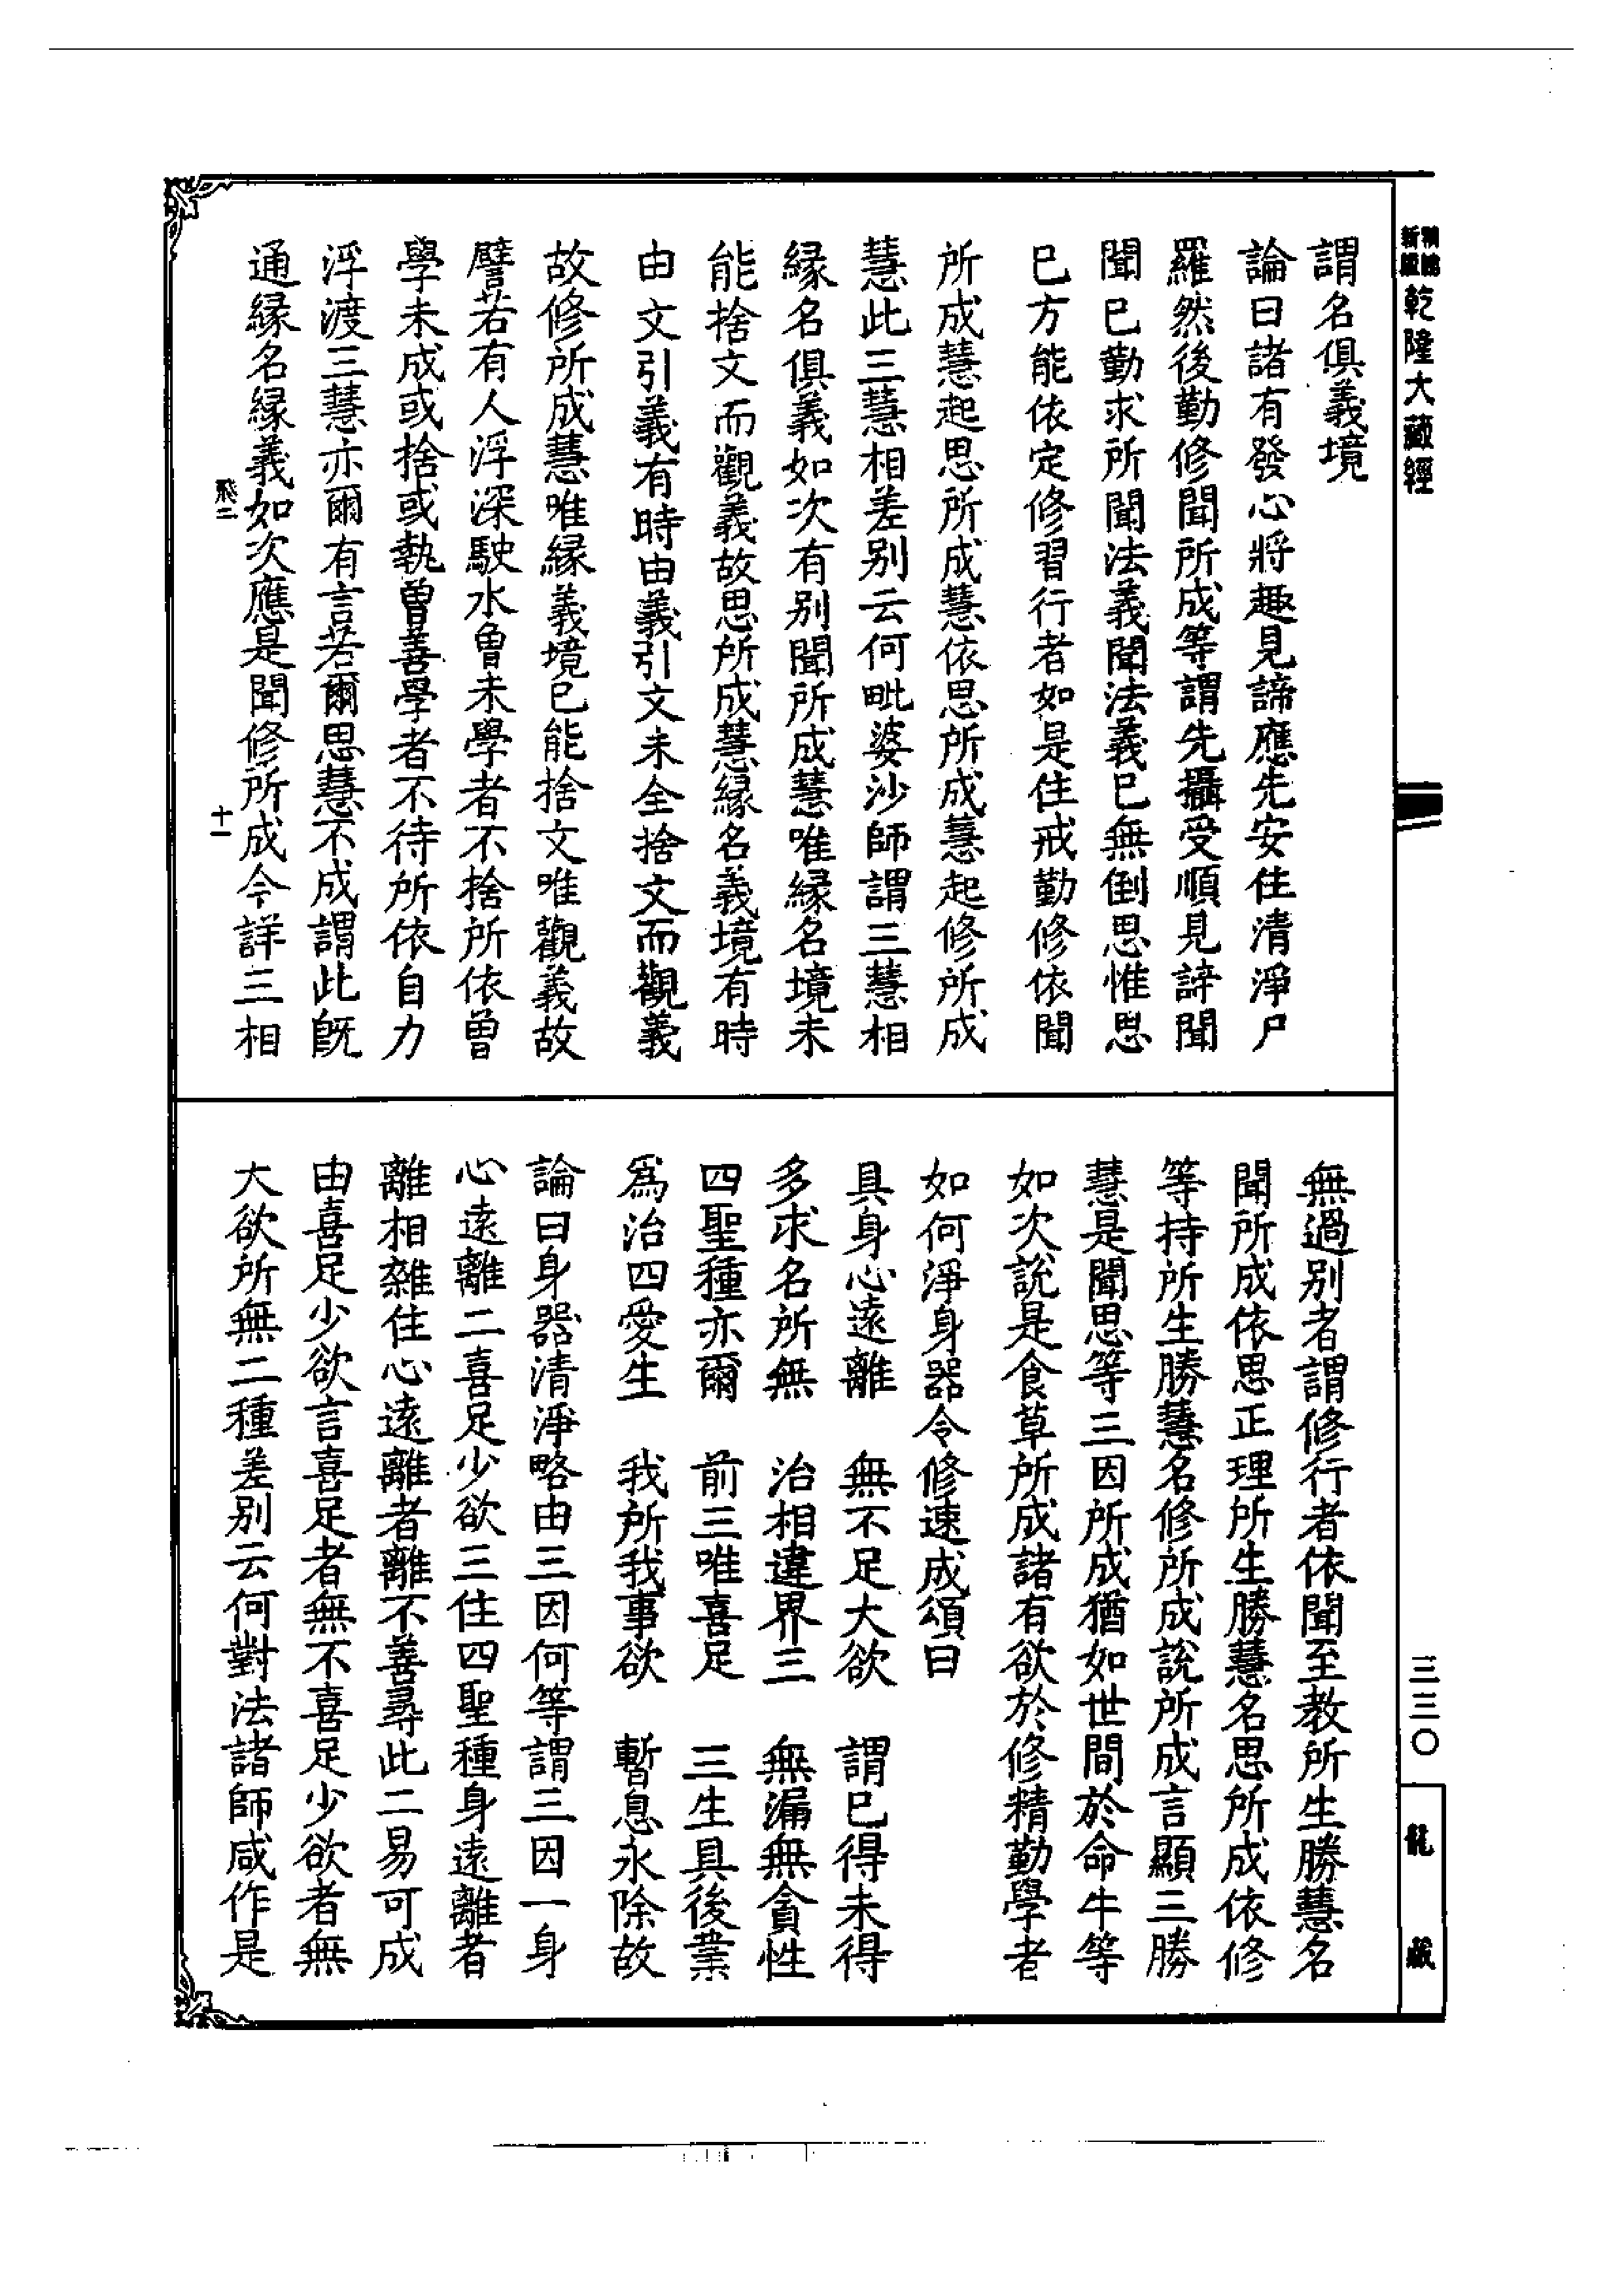 乾隆大藏經
謂名俱義境
論曰諸有發心將趣見諦應先安住清淨尸
羅然後勤修聞所成等謂先攝受順見諦聞
聞已勤求所聞法義聞法義已無倒思惟思
已方能依定修習行者如是住戒勤修依聞
所成慧起思所成慧依思所成慧起修所成
慧此三慧相差别云何毗婆沙師謂三慧相
緣名俱義如次有别聞所成慧唯緣名境未
能捨文而觀義故思所成慧緣名義境有時
由文引義有時由義引文未全捨文而觀義
故修所成慧唯緣義境已能捨文唯觀義故
譬若有人浮深駛水曾未學者不捨所依曾
學未成或捨或執曾善學者不待所依自力
浮渡三慧亦爾有言若爾思慧不成謂此旣
通緣名緣義如次應是聞修所成今詳三相
飛二
十一
無過别者謂修行者依聞至教所生勝慧名
聞所成依思正理所生勝慧名思所成依修
等持所生勝慧名修所成說所成言顯三勝
慧是聞思等三因所成猶如世間於命牛等
如次說是食草所成諸有欲於修精勤學者
如何淨身器令修速成頌曰
具身心遠離 無不足大欲 謂已得未得
多求名所無 治相違界三 無漏無貪性
四聖種亦爾 前三唯喜足 三生具後業
爲治四愛生 我所我事欲 暫息永除故
論曰身器清淨略由三因何等謂三因一身
心遠離二喜足少欲三住四聖種身遠離者
離相雜住心遠離者離不善尋此二易可成
由喜足少欲言喜足者無不喜足少欲者無
大欲所無二種差别云何對法諸師咸作是
三三〇
龍藏